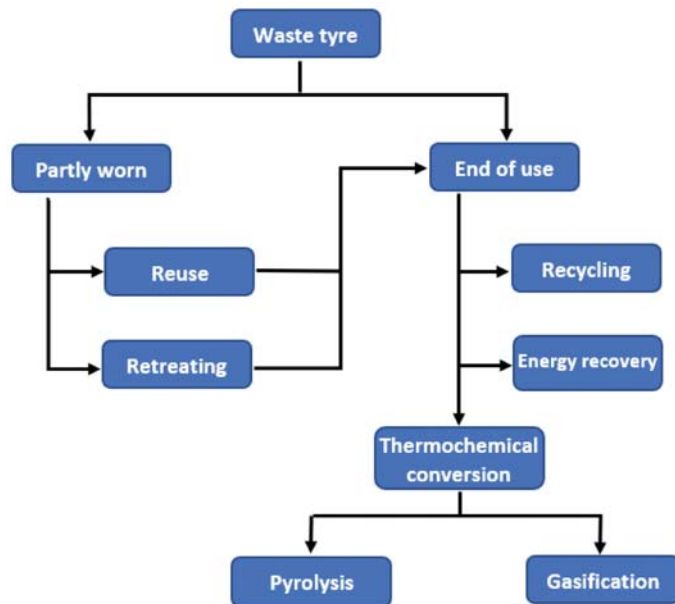 Waste tyre
Partly worn
End of use
Reuse
Recycling
Retreating
Energy recovery
Thermochemical
conversion
Pyrolysis
Gasification